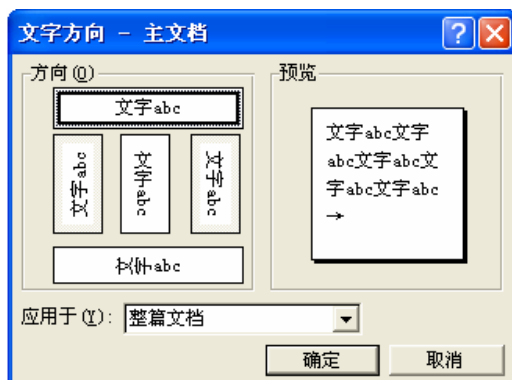 文字方向 - 主文档
方向(O)
文字abc
文字abc
文字abc
文字abc
文字abc
预览
文字abc文字
abc文字abc文
字abc文字abc
→
应用于(Y): 整篇文档
确定 取消